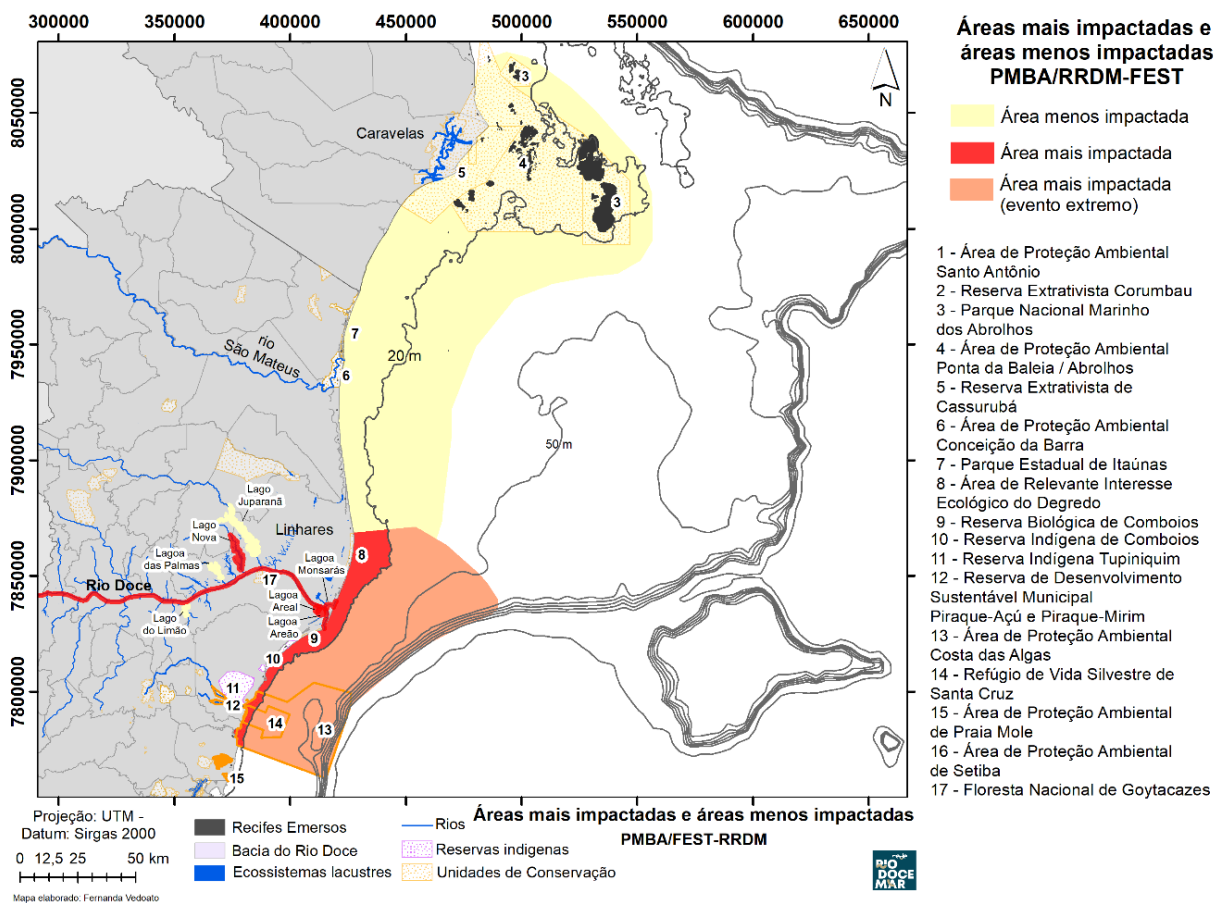 300000 350000 400000 450000 500000 550000 600000 650000
Áreas mais impactadas e
áreas menos impactadas
PMBA/RRDM-FEST
Área menos impactada
Área mais impactada
Área mais impactada
(evento extremo)
1 - Área de Proteção Ambiental
Santo Antônio
2 - Reserva Extrativista Corumbau
3 - Parque Nacional Marinho
dos Abrolhos
4 - Área de Proteção Ambiental
Ponta da Baleia / Abrolhos
5 - Reserva Extrativista de
Cassurubá
6 - Área de Proteção Ambiental
Conceição da Barra
7 - Parque Estadual de Itaúnas
8 - Área de Relevante Interesse
Ecológico do Degredo
9 - Reserva Biológica de Comboios
10 - Reserva Indígena de Comboios
11 - Reserva Indígena Tupiniquim
12 - Reserva de Desenvolvimento
Sustentável Municipal
Piraque-Açú e Piraque-Mirim
13 - Área de Proteção Ambiental
Costa das Algas
14 - Refúgio de Vida Silvestre de
Santa Cruz
15 - Área de Proteção Ambiental
de Praia Mole
16 - Área de Proteção Ambiental
de Setiba
17 - Floresta Nacional de Goytacazes
8050000
8000000
7950000
7900000
7850000
7800000
N
3
Caravelas
4
5
3
7
rio
São Mateus
20 m
6
50 m
Lago
Juparanã
Lago
Nova
Linhares
Lagoa
das Palmas
Lagoa
Monsarás
8
Rio Doce
17
Lagoa
Areal
Lago
do Limão
Lagoa
Areão
9
10
11
12
14
13
15
Projeção: UTM -
Datum: Sirgas 2000
0 12,5 25 50 km
Mapa elaborado: Fernanda Vedoato
Áreas mais impactadas e áreas menos impactadas
PMBA/FEST-RRDM
Recifes Emersos
Bacia do Rio Doce
Ecossistemas lacustres
Rios
Reservas indigenas
Unidades de Conservação
RIO
DOCE
MAR